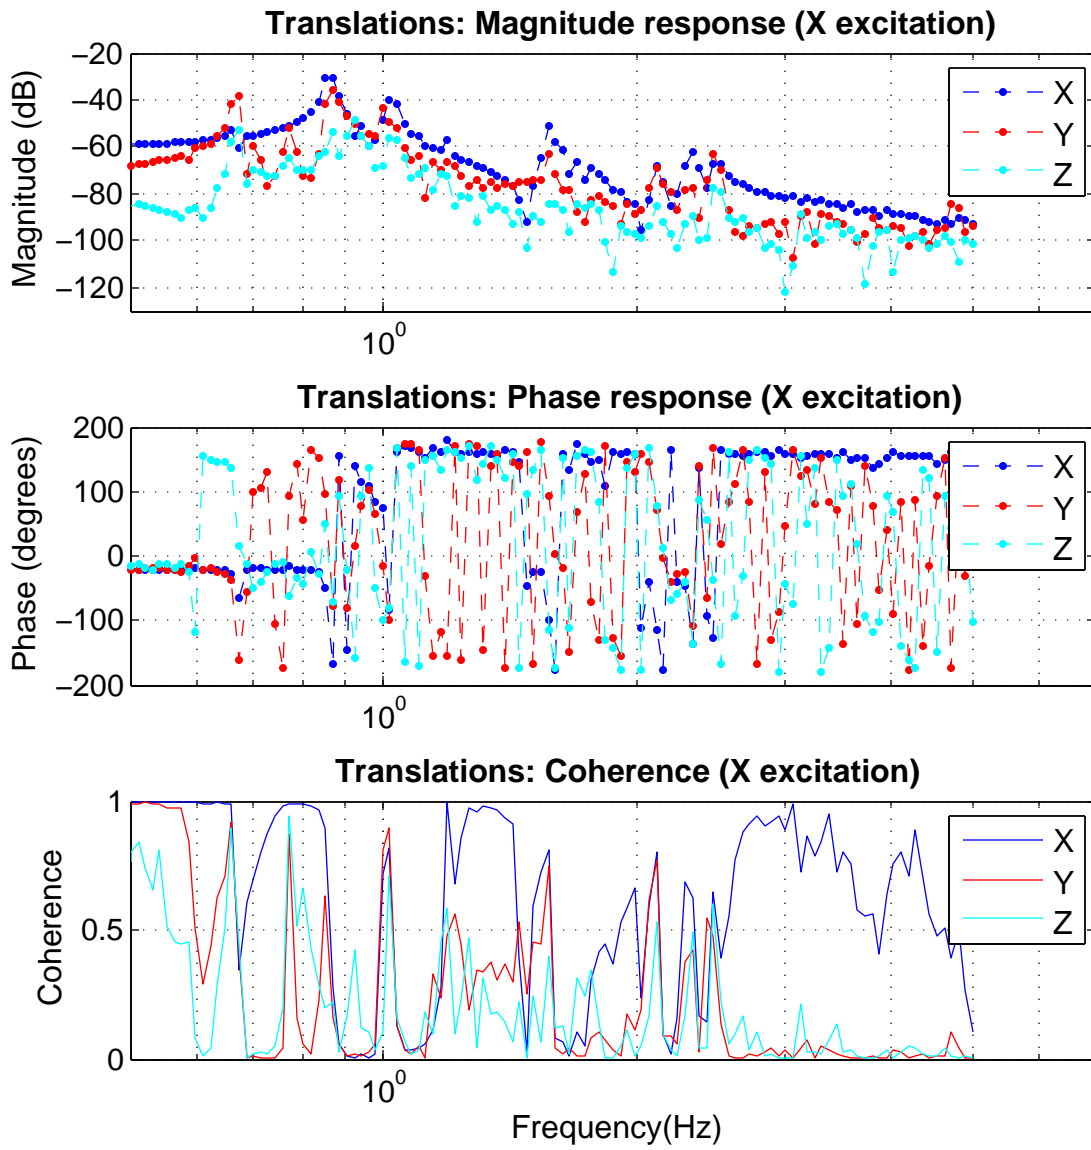 Translations: Magnitude response (X excitation)
Magnitude (dB)
−20
−40
−60
−80
−100
−120
10^0
X
Y
Z
Translations: Phase response (X excitation)
Phase (degrees)
200
100
0
−100
−200
10^0
X
Y
Z
Translations: Coherence (X excitation)
Coherence
1
0.5
0
10^0
X
Y
Z
Frequency(Hz)